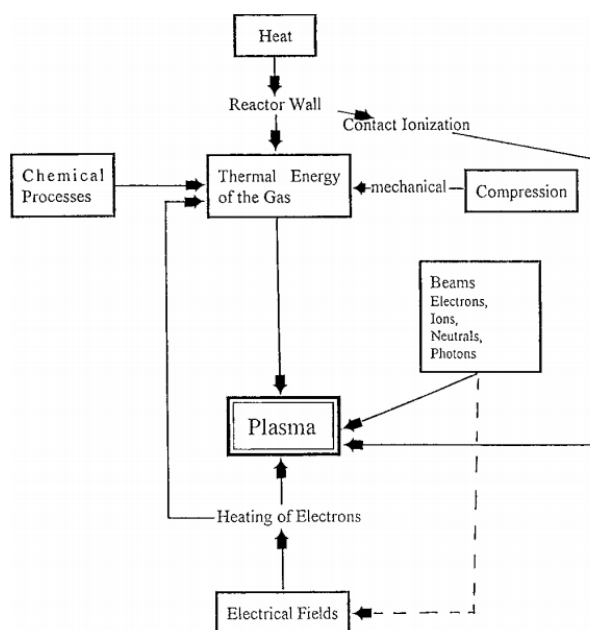 Heat
Reactor Wall
Contact Ionization
Chemical
Processes
Thermal Energy
of the Gas
mechanical
Compression
Beams
Electrons,
Ions,
Neutrals,
Photons
Plasma
Heating of Electrons
Electrical Fields